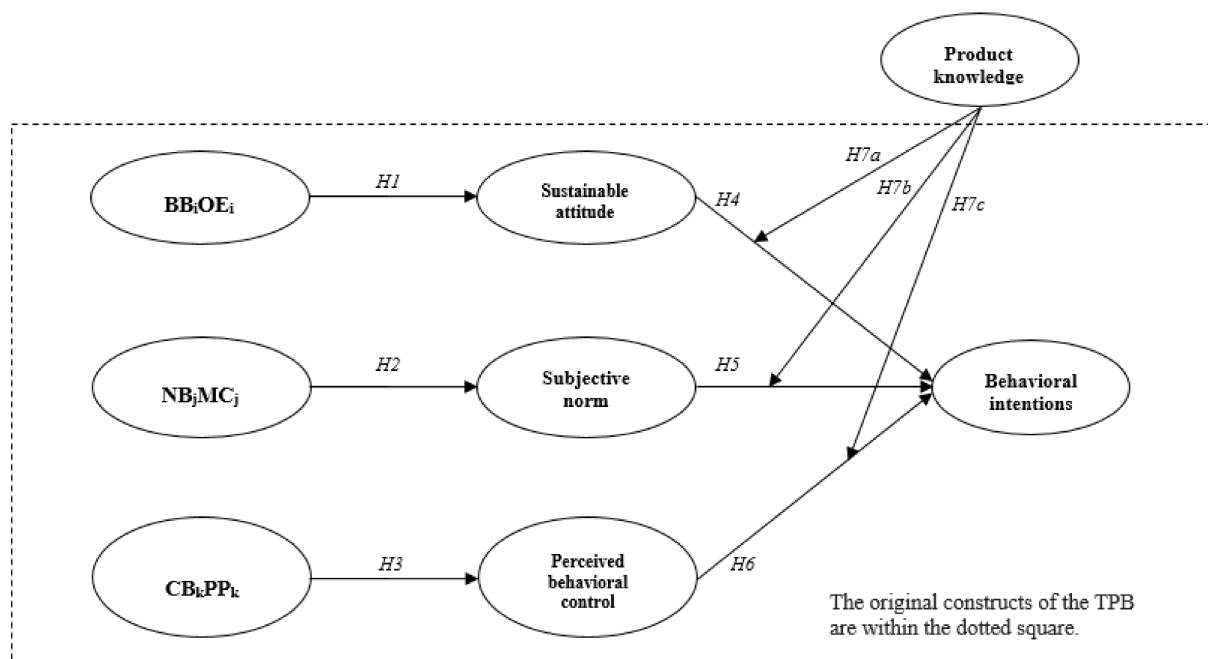 Product
knowledge
H7a
H7b
H7c
BBᵢOEᵢ
H1
Sustainable
attitude
H4
NBⱼMCⱼ
H2
Subjective
norm
H5
Behavioral
intentions
CBₖPPₖ
H3
Perceived
behavioral
control
H6
The original constructs of the TPB
are within the dotted square.